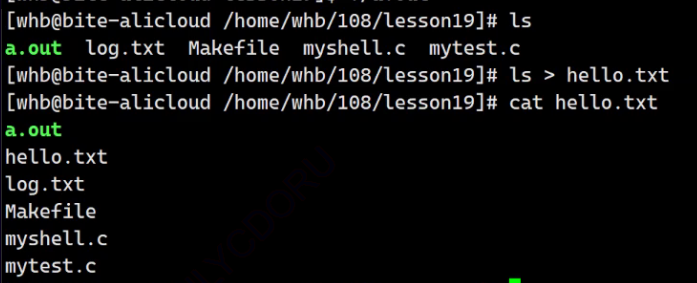 [whb@bite-alicloud /home/whb/108/lesson19]# ls
a.out  log.txt  Makefile  myshell.c  mytest.c
[whb@bite-alicloud /home/whb/108/lesson19]# ls > hello.txt
[whb@bite-alicloud /home/whb/108/lesson19]# cat hello.txt
a.out
hello.txt
log.txt
Makefile
myshell.c
mytest.c